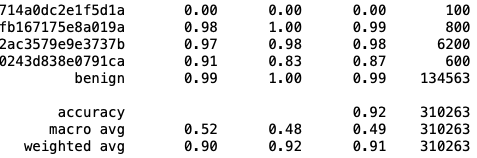 714a0dc2e1f5d1a 0.00 0.00 0.00 100
fb167175e8a019a 0.98 1.00 0.99 800
2ac3579e9e3737b 0.97 0.98 0.98 6200
0243d838e0791ca 0.91 0.83 0.87 600
benign 0.99 1.00 0.99 134563
accuracy 0.92 310263
macro avg 0.52 0.48 0.49 310263
weighted avg 0.90 0.92 0.91 310263